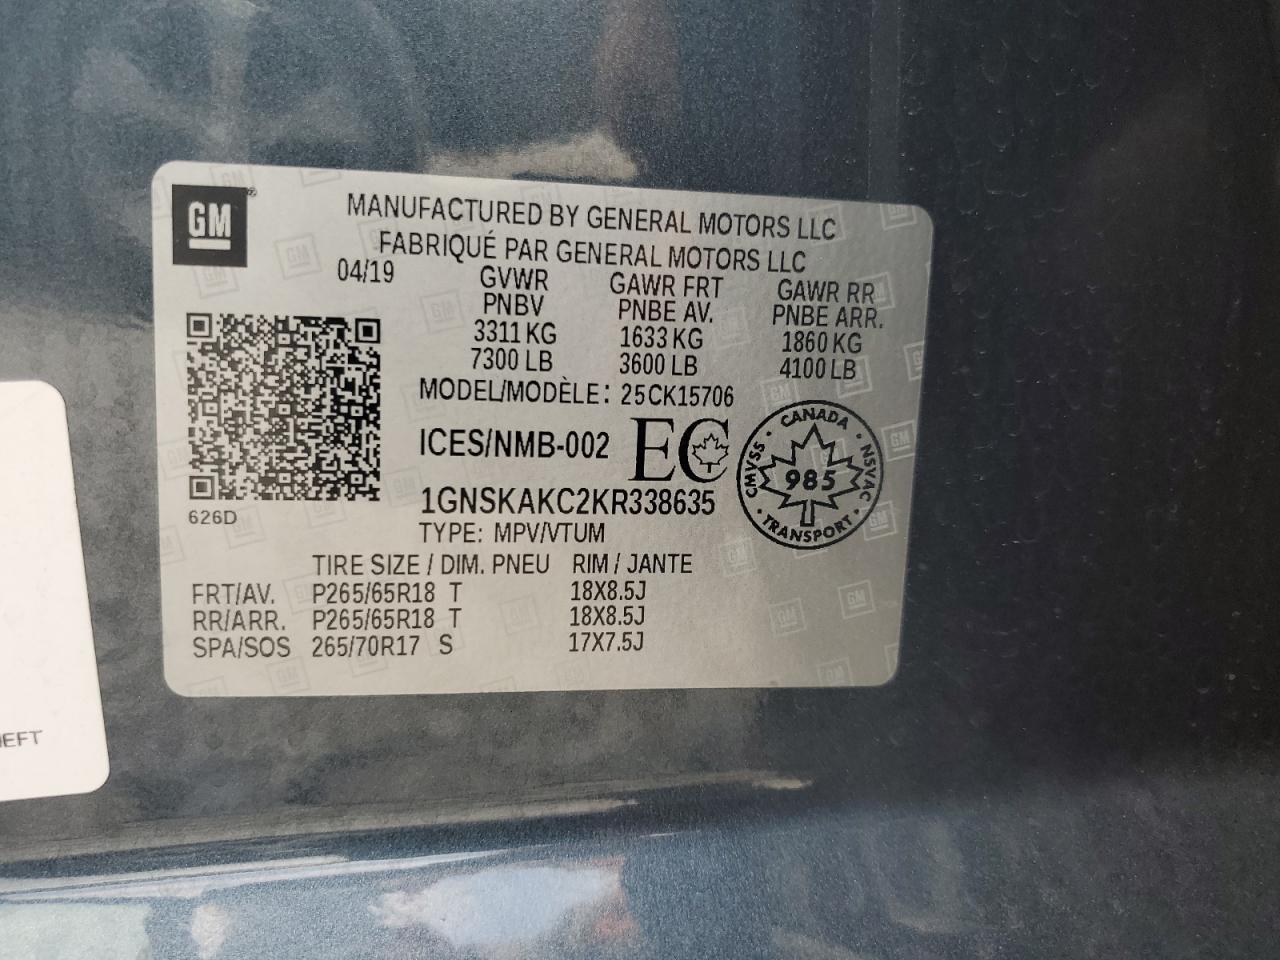 GM
MANUFACTURED BY GENERAL MOTORS LLC
FABRIQUÉ PAR GENERAL MOTORS LLC
04/19 GVWR GAWR FRT GAWR RR
PNBV PNBE AV. PNBE ARR.
3311 KG 1633 KG 1860 KG
7300 LB 3600 LB 4100 LB
MODEL/MODÈLE: 25CK15706
ICES/NMB-002 EC
CANADA
CMVSS · NSVAC
985
TRANSPORT
1GNSKAKC2KR338635
626D
TYPE: MPV/VTUM
TIRE SIZE / DIM. PNEU RIM / JANTE
FRT/AV. P265/65R18 T 18X8.5J
RR/ARR. P265/65R18 T 18X8.5J
SPA/SOS 265/70R17 S 17X7.5J